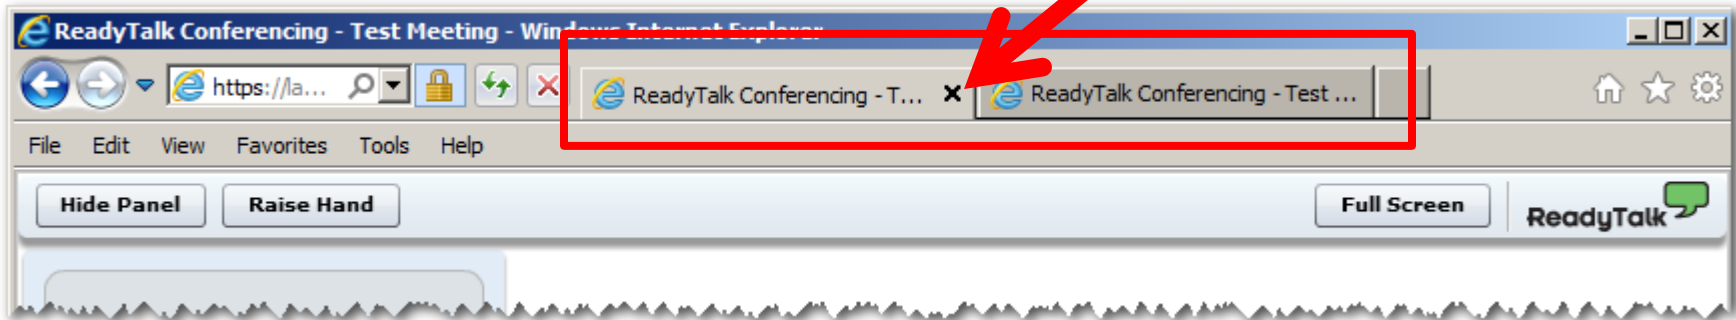 ReadyTalk Conferencing - Test Meeting - Windows Internet Explorer
https://la...
ReadyTalk Conferencing - T...
ReadyTalk Conferencing - Test ...
File Edit View Favorites Tools Help
Hide Panel Raise Hand Full Screen ReadyTalk